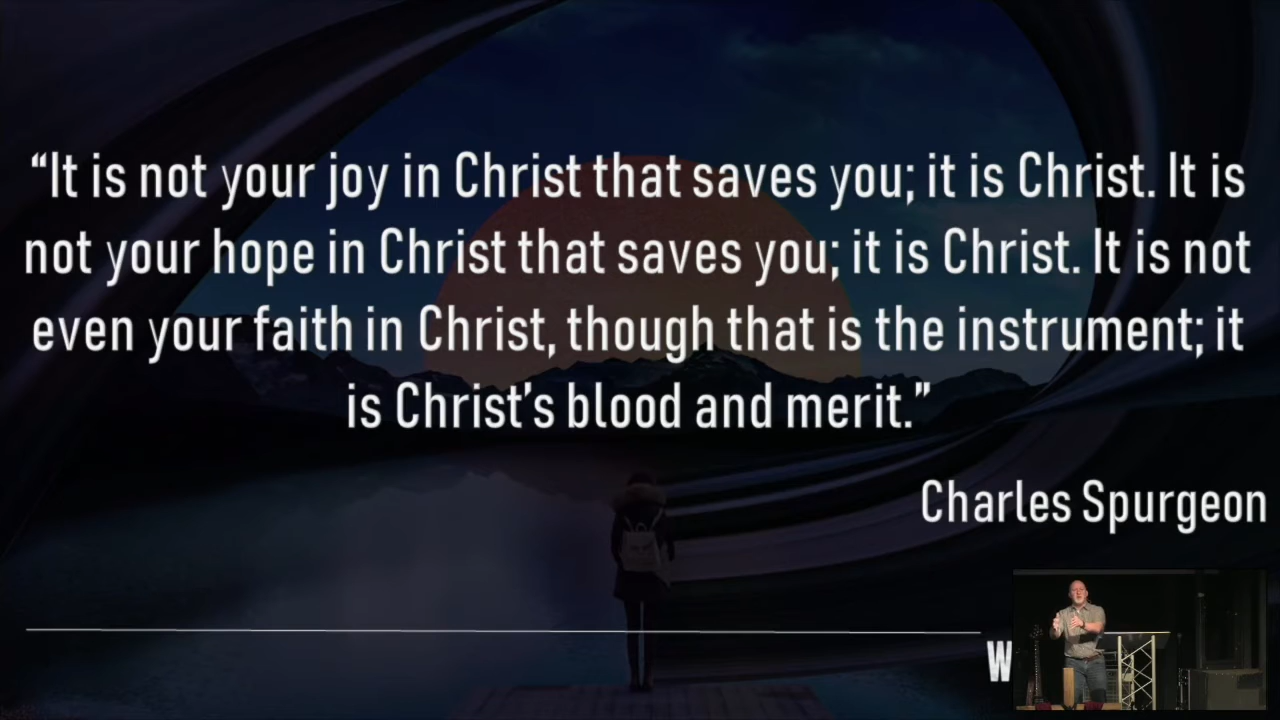 “It is not your joy in Christ that saves you; it is Christ. It is
not your hope in Christ that saves you; it is Christ. It is not
even your faith in Christ, though that is the instrument; it
is Christ’s blood and merit.”
Charles Spurgeon